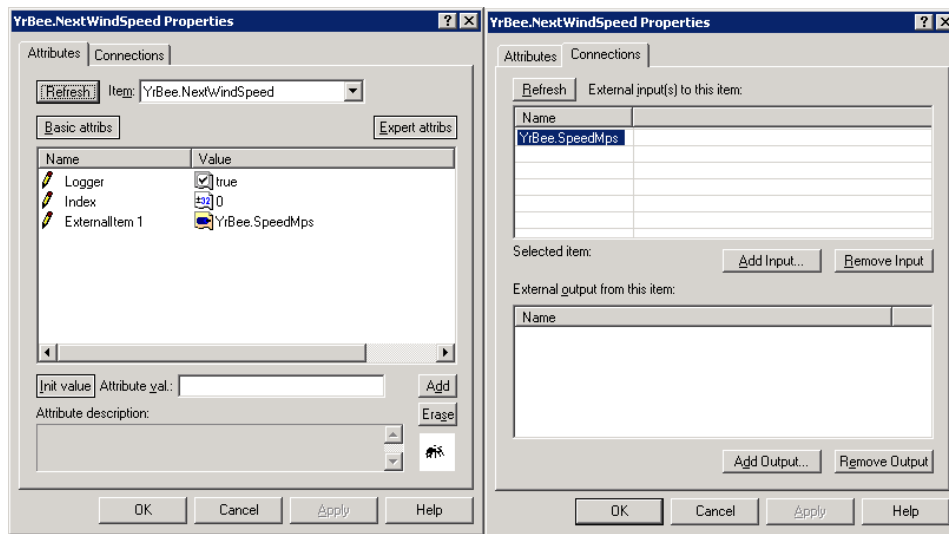 YrBee.NextWindSpeed Properties
Attributes Connections
Refresh Item: YrBee.NextWindSpeed
Basic attribs Expert attribs
Name Value
Logger true
Index 0
ExternalItem 1 YrBee.SpeedMps
Init value Attribute val.: Add
Attribute description: Erase
OK Cancel Apply Help
YrBee.NextWindSpeed Properties
Attributes Connections
Refresh External input(s) to this item:
Name
YrBee.SpeedMps
Selected item: Add Input... Remove Input
External output from this item:
Name
Add Output... Remove Output
OK Cancel Apply Help